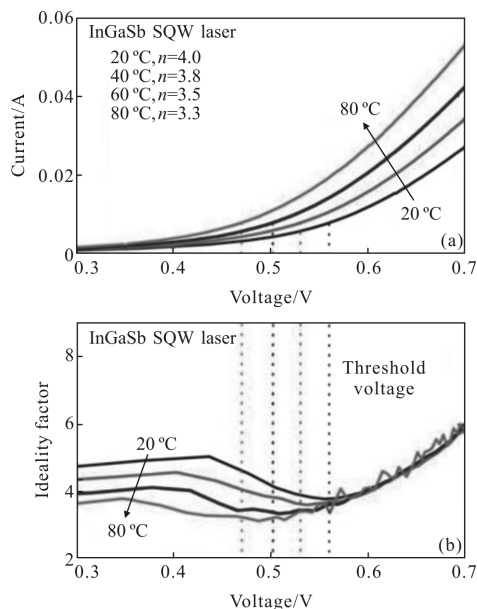 0.06
InGaSb SQW laser
20 ºC, n=4.0
40 ºC, n=3.8
60 ºC, n=3.5
80 ºC, n=3.3
0.04
80 ºC
Current/A
0.02
20 ºC
(a)
0
0.3 0.4 0.5 0.6 0.7
Voltage/V
InGaSb SQW laser
8
Threshold
voltage
6
20 ºC
Ideality factor
4
80 ºC
(b)
2
0.3 0.4 0.5 0.6 0.7
Voltage/V